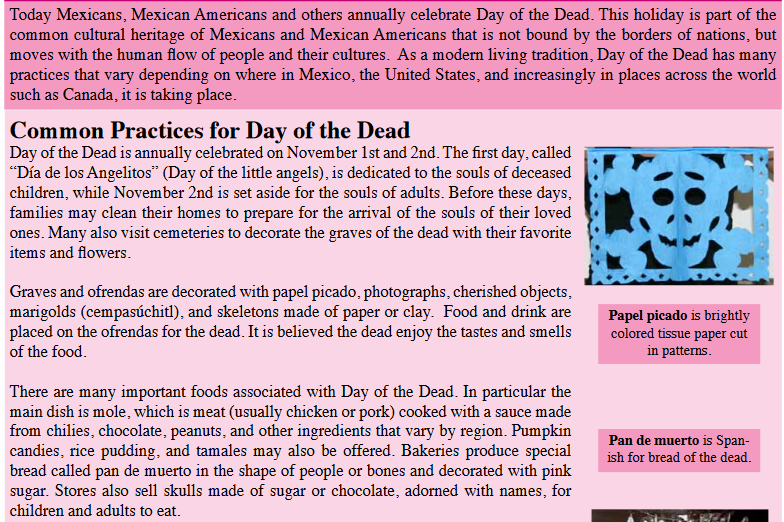 Today Mexicans, Mexican Americans and others annually celebrate Day of the Dead. This holiday is part of the
common cultural heritage of Mexicans and Mexican Americans that is not bound by the borders of nations, but
moves with the human flow of people and their cultures.  As a modern living tradition, Day of the Dead has many
practices that vary depending on where in Mexico, the United States, and increasingly in places across the world
such as Canada, it is taking place.
Common Practices for Day of the Dead
Day of the Dead is annually celebrated on November 1st and 2nd. The first day, called
“Día de los Angelitos” (Day of the little angels), is dedicated to the souls of deceased
children, while November 2nd is set aside for the souls of adults. Before these days,
families may clean their homes to prepare for the arrival of the souls of their loved
ones. Many also visit cemeteries to decorate the graves of the dead with their favorite
items and flowers.
Graves and ofrendas are decorated with papel picado, photographs, cherished objects,
marigolds (cempasúchitl), and skeletons made of paper or clay.  Food and drink are
placed on the ofrendas for the dead. It is believed the dead enjoy the tastes and smells
of the food.
There are many important foods associated with Day of the Dead. In particular the
main dish is mole, which is meat (usually chicken or pork) cooked with a sauce made
from chilies, chocolate, peanuts, and other ingredients that vary by region. Pumpkin
candies, rice pudding, and tamales may also be offered. Bakeries produce special
bread called pan de muerto in the shape of people or bones and decorated with pink
sugar. Stores also sell skulls made of sugar or chocolate, adorned with names, for
children and adults to eat.
Papel picado is brightly
colored tissue paper cut
in patterns.
Pan de muerto is Span-
ish for bread of the dead.